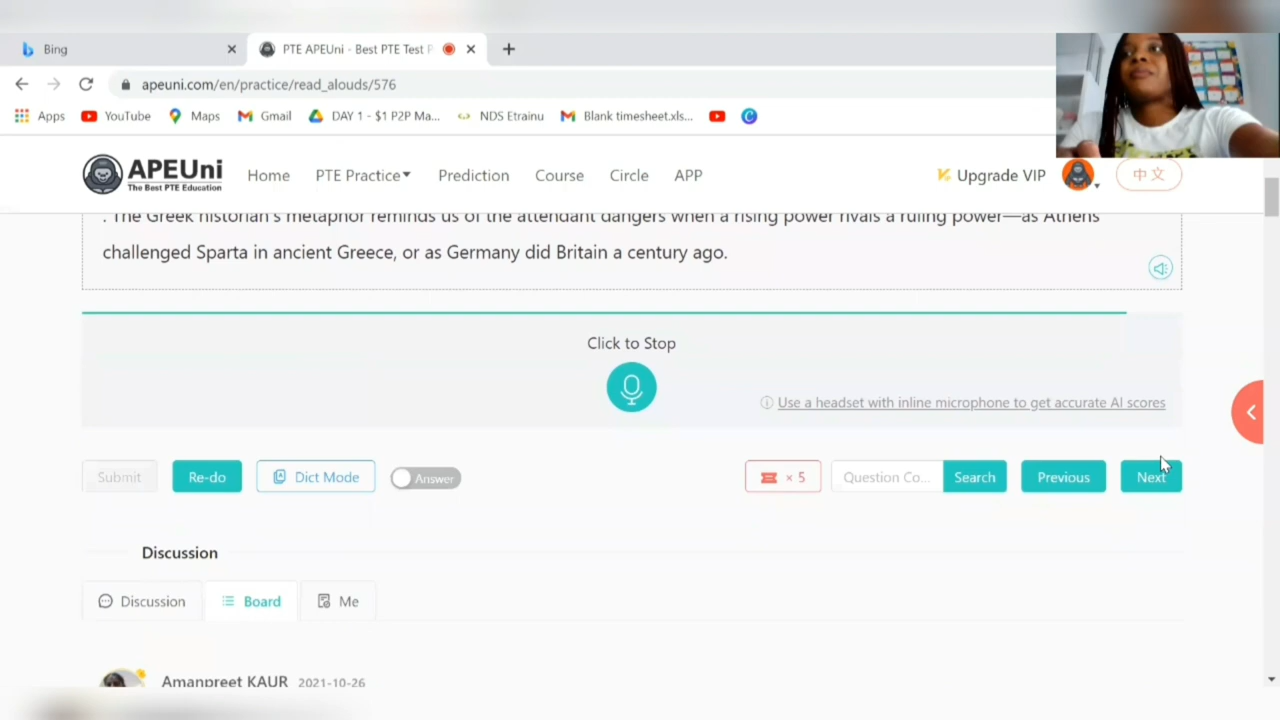 Bing
PTE APEUni - Best PTE Test P
apeuni.com/en/practice/read_alouds/576
Apps YouTube Maps Gmail DAY 1 - $1 P2P Ma... NDS Etrainu Blank timesheet.xls...
APEUni
The Best PTE Education
Home PTE Practice Prediction Course Circle APP Upgrade VIP 中文
. The Greek historian's metaphor reminds us of the attendant dangers when a rising power rivals a ruling power—as Athens
challenged Sparta in ancient Greece, or as Germany did Britain a century ago.
Click to Stop
Use a headset with inline microphone to get accurate AI scores
Submit Re-do Dict Mode Answer × 5 Question Co... Search Previous Next
Discussion
Discussion Board Me
Amanpreet KAUR 2021-10-26